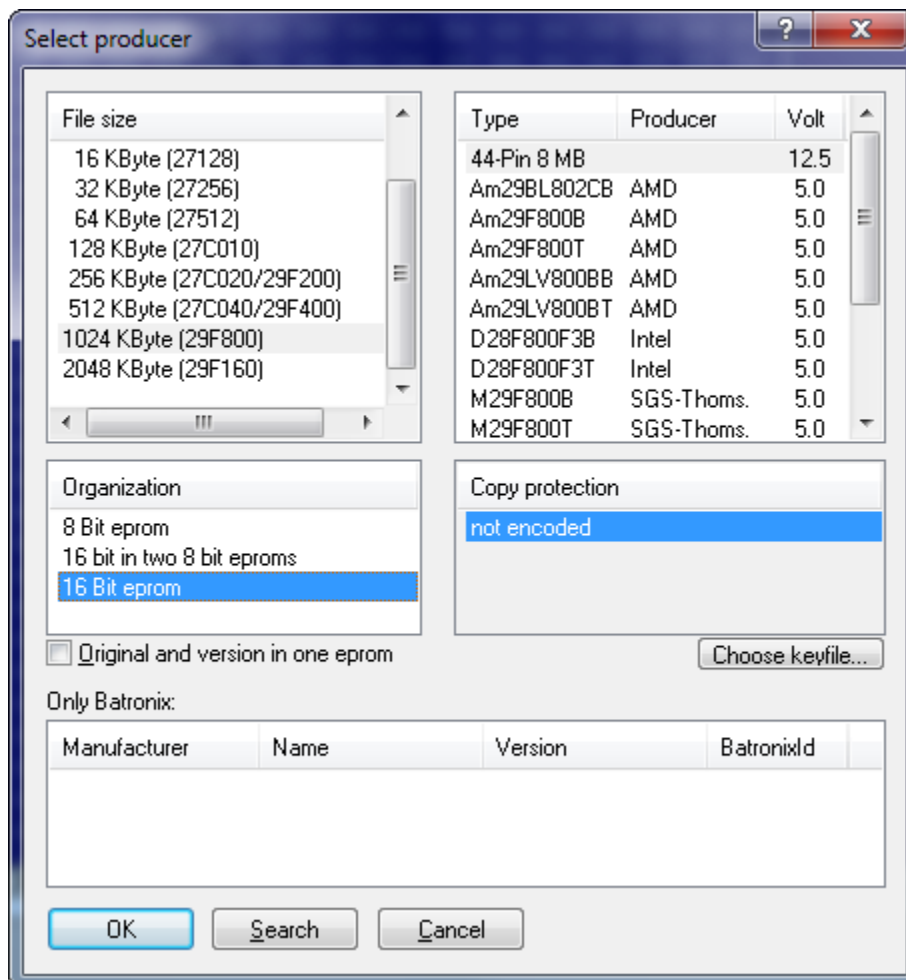 Select producer
File size
16 KByte (27128)
32 KByte (27256)
64 KByte (27512)
128 KByte (27C010)
256 KByte (27C020/29F200)
512 KByte (27C040/29F400)
1024 KByte (29F800)
2048 KByte (29F160)
Type Producer Volt
44-Pin 8 MB 12.5
Am29BL802CB AMD 5.0
Am29F800B AMD 5.0
Am29F800T AMD 5.0
Am29LV800BB AMD 5.0
Am29LV800BT AMD 5.0
D28F800F3B Intel 5.0
D28F800F3T Intel 5.0
M29F800B SGS-Thoms. 5.0
M29F800T SGS-Thoms. 5.0
Organization
8 Bit eprom
16 bit in two 8 bit eproms
16 Bit eprom
Copy protection
not encoded
Original and version in one eprom
Choose keyfile...
Only Batronix:
Manufacturer Name Version BatronixId
OK Search Cancel